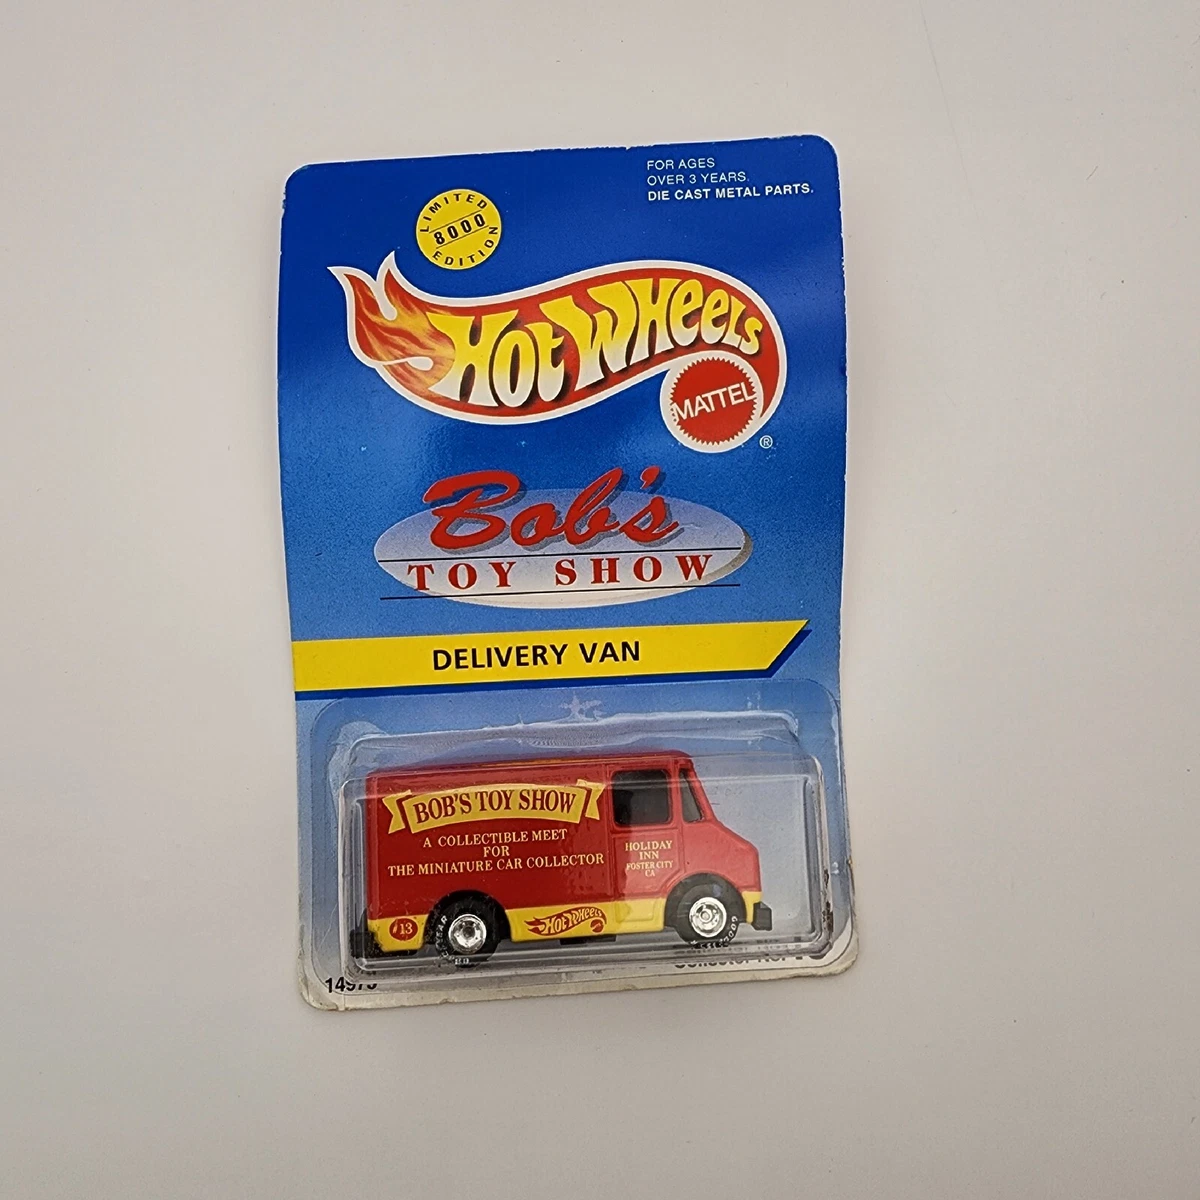 FOR AGES
OVER 3 YEARS.
DIE CAST METAL PARTS.
LIMITED
8000
EDITION
HOT WHEELS
MATTEL
®
Bob's
TOY SHOW
DELIVERY VAN
BOB'S TOY SHOW
A COLLECTIBLE MEET
FOR
THE MINIATURE CAR COLLECTOR
HOLIDAY
INN
FOSTER CITY
CA
#13
HOT WHEELS